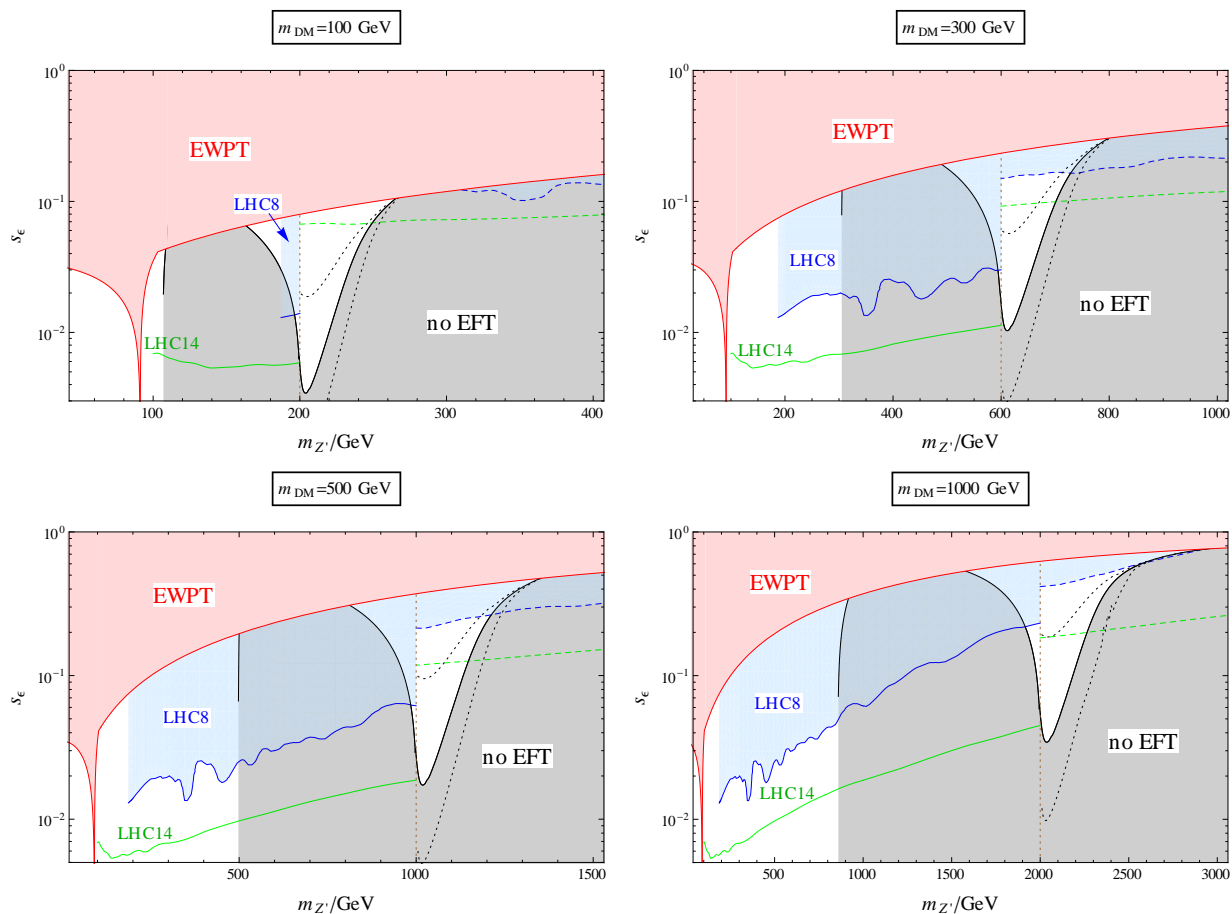 m DM=100 GeV
10^0
10^-1
10^-2
s_ϵ
EWPT
LHC8
LHC14
no EFT
100 200 300 400
m_Z'/GeV
m DM=300 GeV
10^0
10^-1
10^-2
s_ϵ
EWPT
LHC8
LHC14
no EFT
200 400 600 800 1000
m_Z'/GeV
m DM=500 GeV
10^0
10^-1
10^-2
s_ϵ
EWPT
LHC8
LHC14
no EFT
500 1000 1500
m_Z'/GeV
m DM=1000 GeV
10^0
10^-1
10^-2
s_ϵ
EWPT
LHC8
LHC14
no EFT
500 1000 1500 2000 2500 3000
m_Z'/GeV